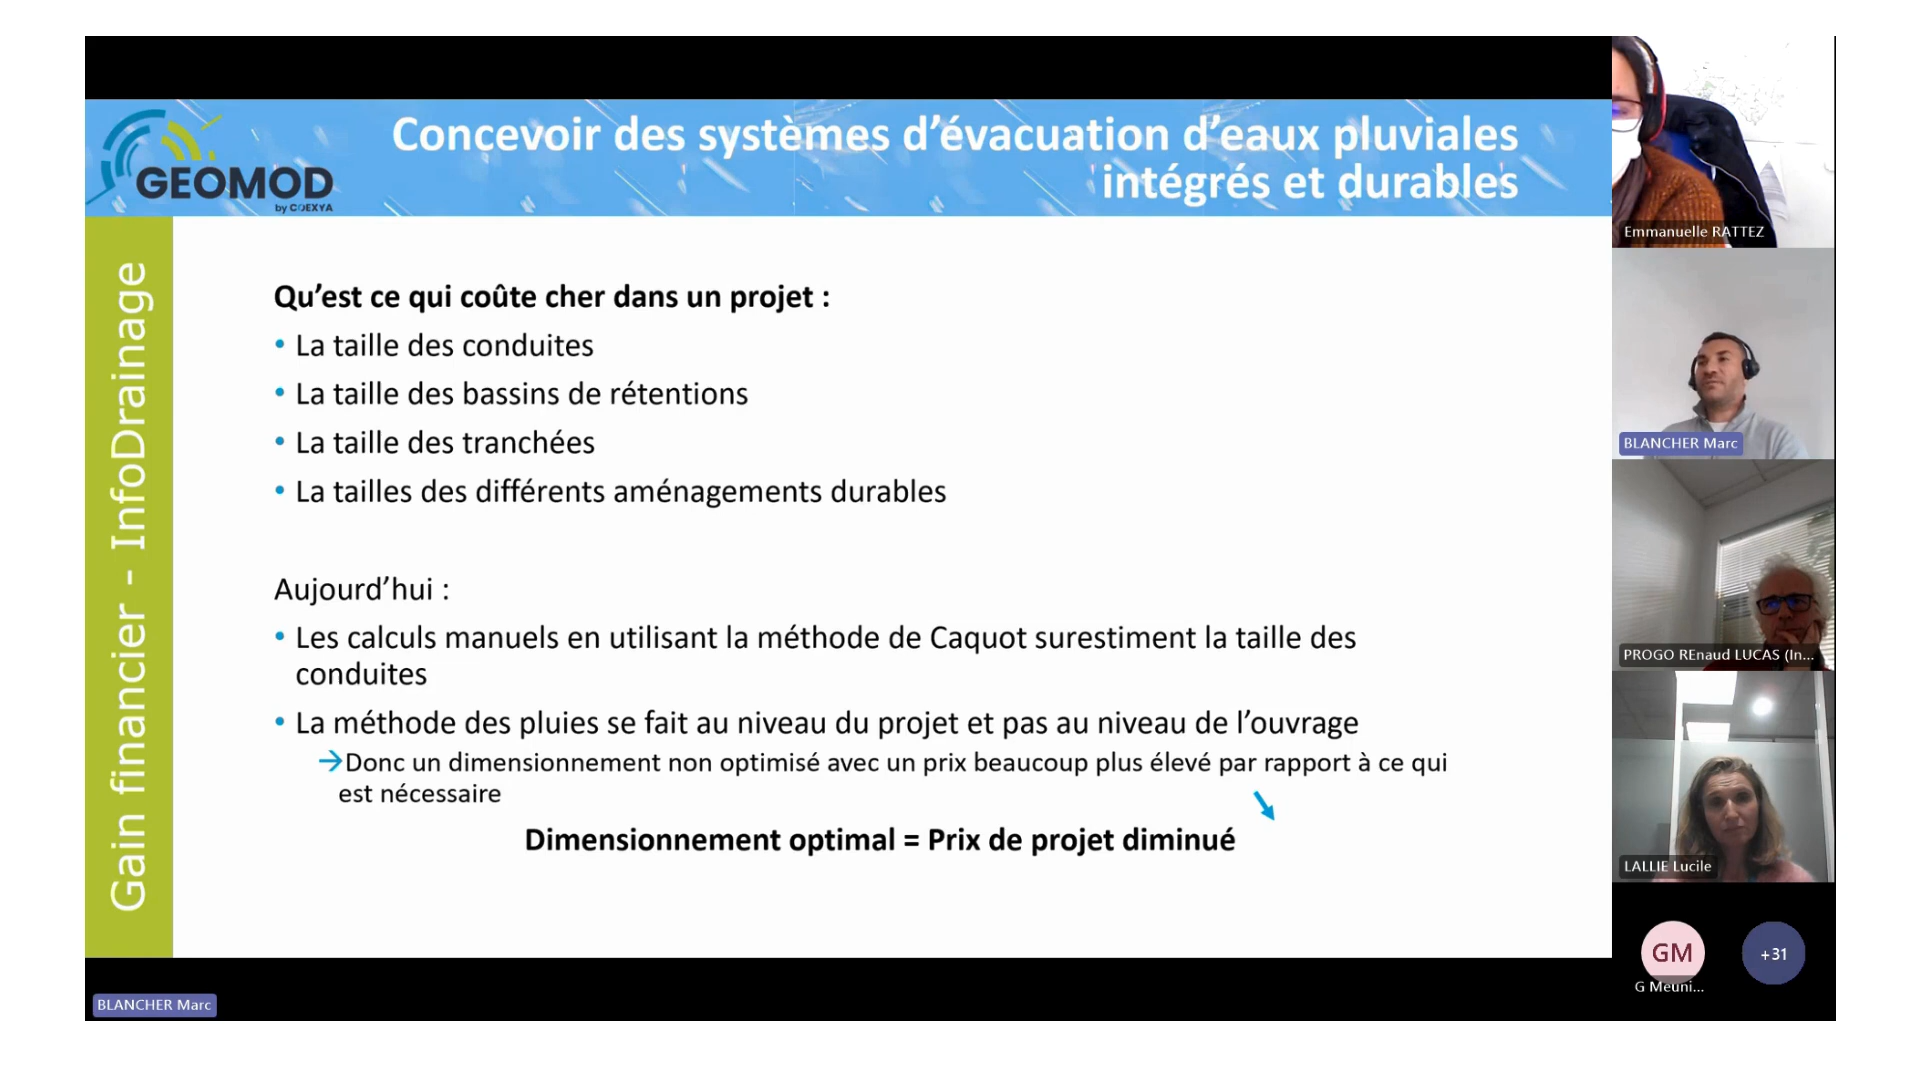 GEOMOD
by COEXYA
Concevoir des systèmes d’évacuation d’eaux pluviales
intégrés et durables
Gain financier - InfoDrainage
Qu’est ce qui coûte cher dans un projet :
• La taille des conduites
• La taille des bassins de rétentions
• La taille des tranchées
• La tailles des différents aménagements durables
Aujourd’hui :
• Les calculs manuels en utilisant la méthode de Caquot surestiment la taille des
conduites
• La méthode des pluies se fait au niveau du projet et pas au niveau de l’ouvrage
→Donc un dimensionnement non optimisé avec un prix beaucoup plus élevé par rapport à ce qui
est nécessaire
Dimensionnement optimal = Prix de projet diminué
BLANCHER Marc
Emmanuelle RATTEZ
BLANCHER Marc
PROGO REnaud LUCAS (In...
LALLIE Lucile
GM
+31
G Meuni...